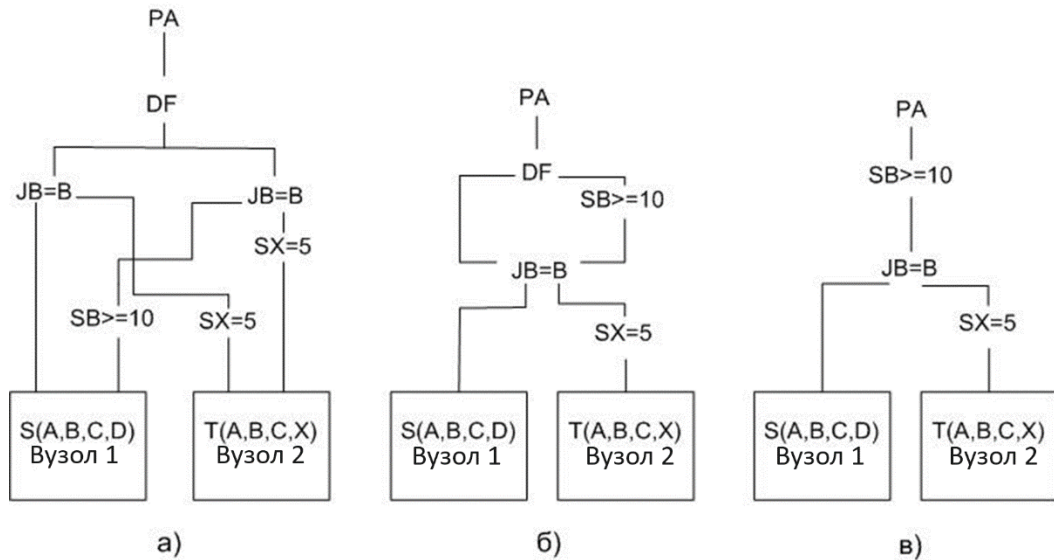 PA
DF
JB=B
JB=B
SX=5
SB>=10
SX=5
S(A,B,C,D)
Вузол 1
T(A,B,C,X)
Вузол 2
а)
PA
DF
SB>=10
JB=B
SX=5
S(A,B,C,D)
Вузол 1
T(A,B,C,X)
Вузол 2
б)
PA
SB>=10
JB=B
SX=5
S(A,B,C,D)
Вузол 1
T(A,B,C,X)
Вузол 2
в)